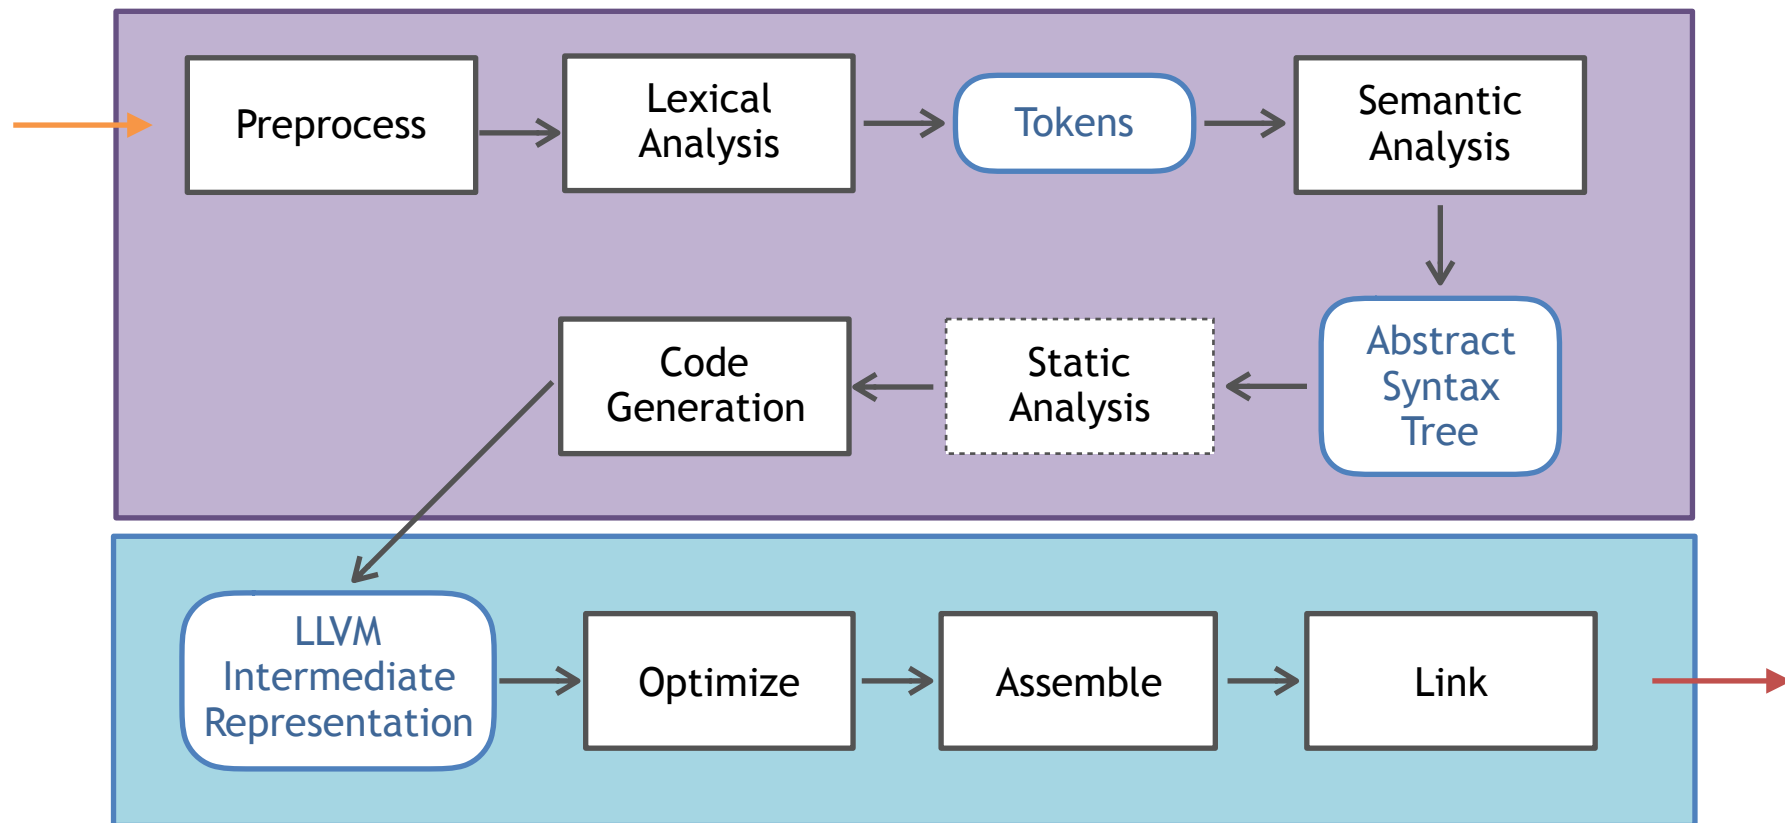 Preprocess
Lexical
Analysis
Tokens
Semantic
Analysis
Abstract
Syntax
Tree
Static
Analysis
Code
Generation
LLVM
Intermediate
Representation
Optimize
Assemble
Link